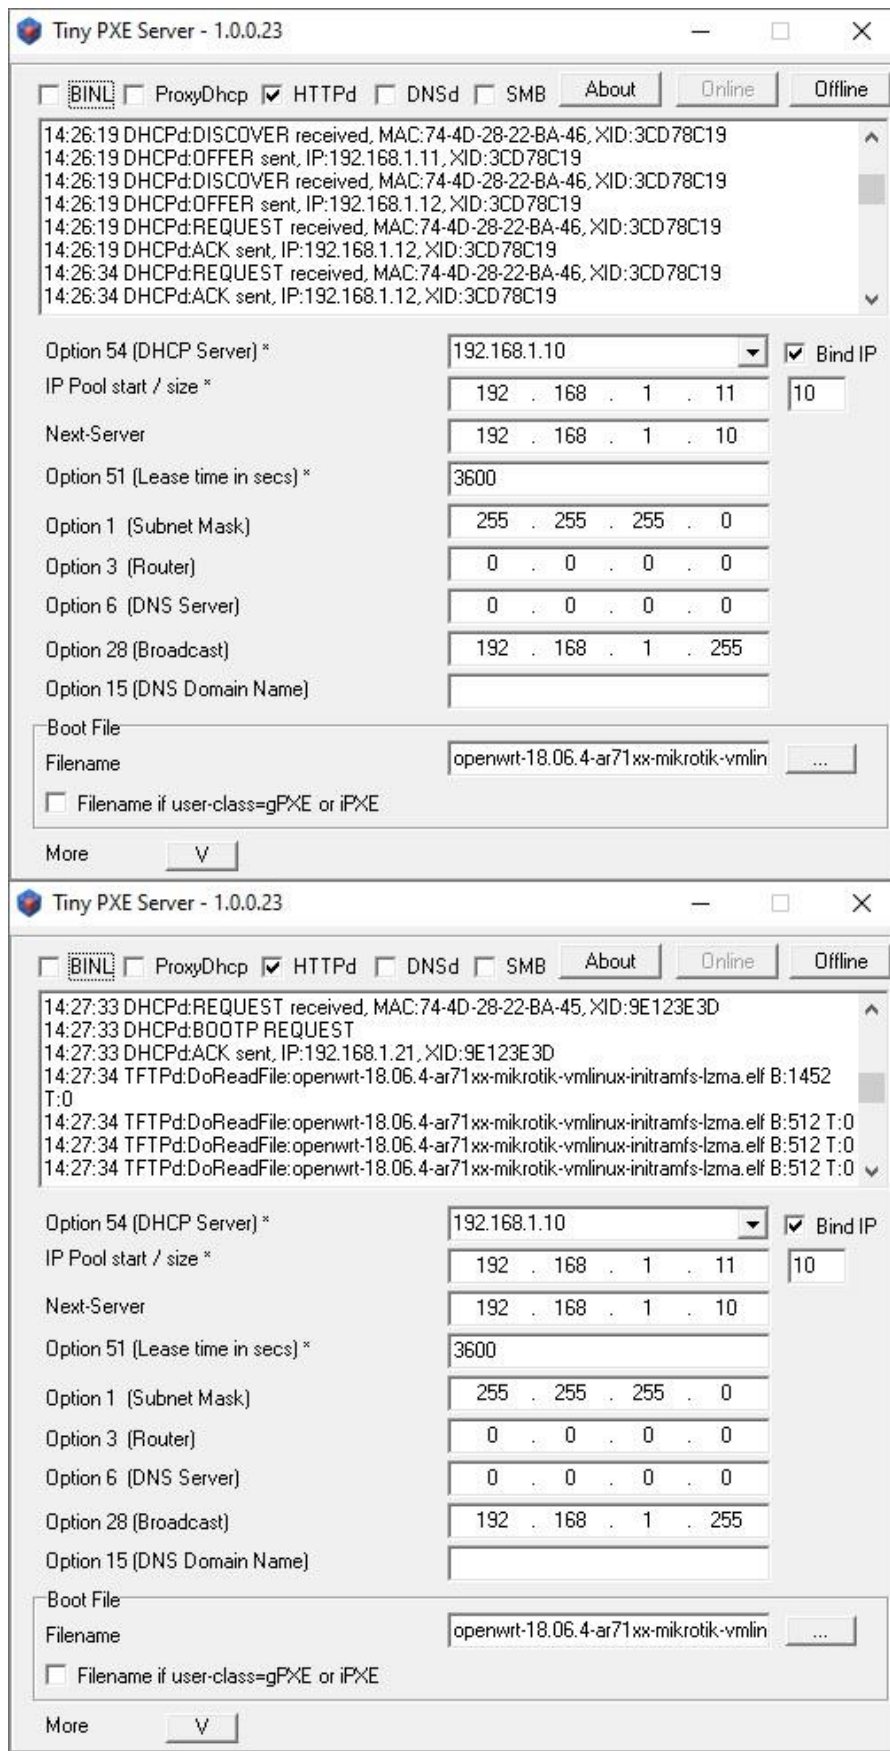 Tiny PXE Server - 1.0.0.23
BINL ProxyDhcp HTTPd DNSd SMB About Online Offline
14:26:19 DHCPd:DISCOVER received, MAC:74-4D-28-22-BA-46, XID:3CD78C19
14:26:19 DHCPd:OFFER sent, IP:192.168.1.11, XID:3CD78C19
14:26:19 DHCPd:DISCOVER received, MAC:74-4D-28-22-BA-46, XID:3CD78C19
14:26:19 DHCPd:OFFER sent, IP:192.168.1.12, XID:3CD78C19
14:26:19 DHCPd:REQUEST received, MAC:74-4D-28-22-BA-46, XID:3CD78C19
14:26:19 DHCPd:ACK sent, IP:192.168.1.12, XID:3CD78C19
14:26:34 DHCPd:REQUEST received, MAC:74-4D-28-22-BA-46, XID:3CD78C19
14:26:34 DHCPd:ACK sent, IP:192.168.1.12, XID:3CD78C19
Option 54 (DHCP Server) * 192.168.1.10 Bind IP
IP Pool start / size * 192 . 168 . 1 . 11 10
Next-Server 192 . 168 . 1 . 10
Option 51 (Lease time in secs) * 3600
Option 1 (Subnet Mask) 255 . 255 . 255 . 0
Option 3 (Router) 0 . 0 . 0 . 0
Option 6 (DNS Server) 0 . 0 . 0 . 0
Option 28 (Broadcast) 192 . 168 . 1 . 255
Option 15 (DNS Domain Name)
Boot File
Filename openwrt-18.06.4-ar71xx-mikrotik-vmlin ...
Filename if user-class=gPXE or iPXE
More V
Tiny PXE Server - 1.0.0.23
BINL ProxyDhcp HTTPd DNSd SMB About Online Offline
14:27:33 DHCPd:REQUEST received, MAC:74-4D-28-22-BA-45, XID:9E123E3D
14:27:33 DHCPd:BOOTP REQUEST
14:27:33 DHCPd:ACK sent, IP:192.168.1.21, XID:9E123E3D
14:27:34 TFTPd:DoReadFile:openwrt-18.06.4-ar71xx-mikrotik-vmlinux-initramfs-lzma.elf B:1452
T:0
14:27:34 TFTPd:DoReadFile:openwrt-18.06.4-ar71xx-mikrotik-vmlinux-initramfs-lzma.elf B:512 T:0
14:27:34 TFTPd:DoReadFile:openwrt-18.06.4-ar71xx-mikrotik-vmlinux-initramfs-lzma.elf B:512 T:0
14:27:34 TFTPd:DoReadFile:openwrt-18.06.4-ar71xx-mikrotik-vmlinux-initramfs-lzma.elf B:512 T:0
Option 54 (DHCP Server) * 192.168.1.10 Bind IP
IP Pool start / size * 192 . 168 . 1 . 11 10
Next-Server 192 . 168 . 1 . 10
Option 51 (Lease time in secs) * 3600
Option 1 (Subnet Mask) 255 . 255 . 255 . 0
Option 3 (Router) 0 . 0 . 0 . 0
Option 6 (DNS Server) 0 . 0 . 0 . 0
Option 28 (Broadcast) 192 . 168 . 1 . 255
Option 15 (DNS Domain Name)
Boot File
Filename openwrt-18.06.4-ar71xx-mikrotik-vmlin ...
Filename if user-class=gPXE or iPXE
More V